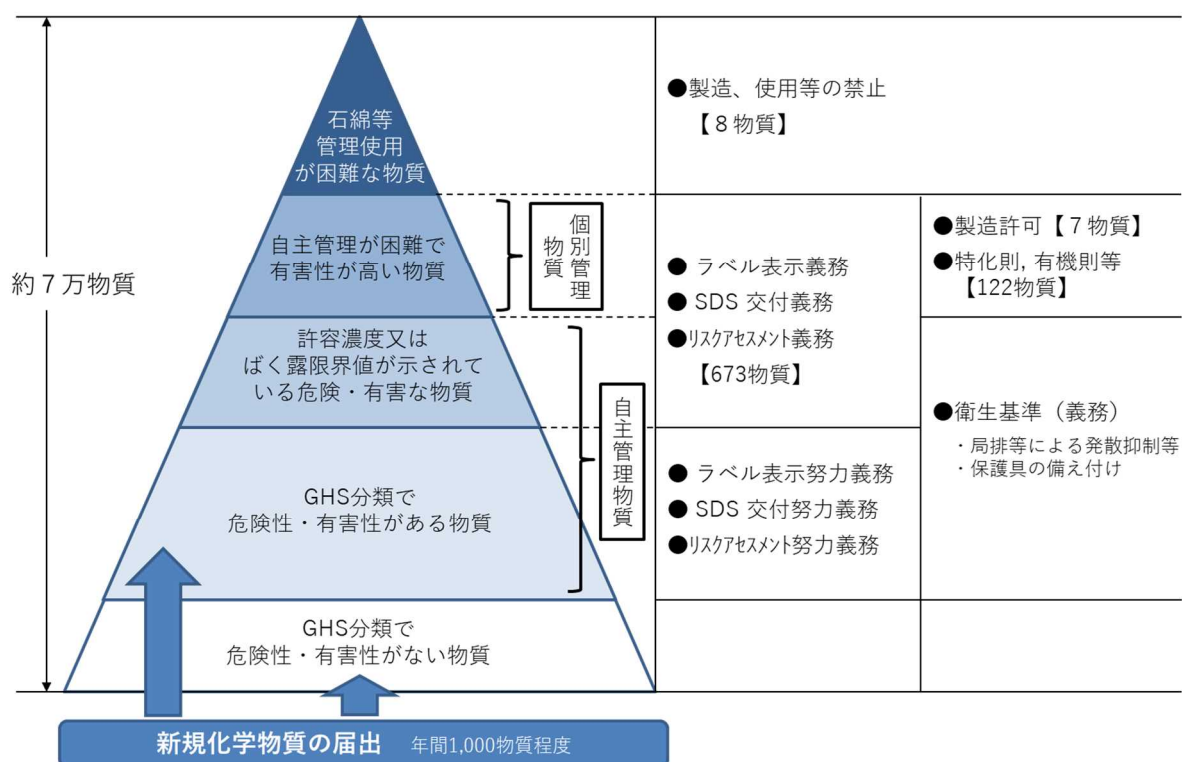 約７万物質
石綿等
管理使用
が困難な物質
自主管理が困難で
有害性が高い物質
許容濃度又は
ばく露限界値が示されて
いる危険・有害な物質
GHS分類で
危険性・有害性がある物質
GHS分類で
危険性・有害性がない物質
新規化学物質の届出 年間1,000物質程度
個別管理
物質
自主管理物質
●製造、使用等の禁止
【８物質】
● ラベル表示義務
● SDS 交付義務
●ﾘｽｸｱｾｽﾒﾝﾄ義務
【673物質】
●製造許可【７物質】
●特化則, 有機則等
【122物質】
● ラベル表示努力義務
● SDS 交付努力義務
●ﾘｽｸｱｾｽﾒﾝﾄ努力義務
●衛生基準（義務）
・局排等による発散抑制等
・保護具の備え付け